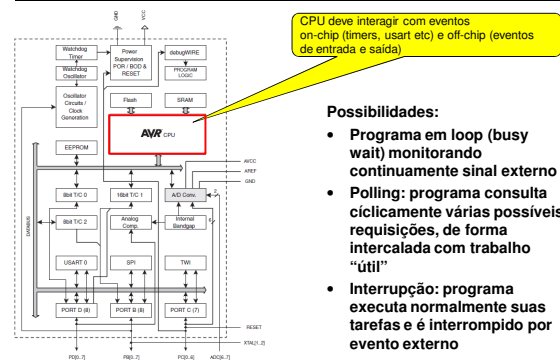 GND
VCC
Watchdog
Timer
Watchdog
Oscillator
Oscillator
Circuits /
Clock
Generation
Power
Supervision
POR / BOD &
RESET
debugWIRE
PROGRAM
LOGIC
Flash
SRAM
AVR CPU
EEPROM
AVCC
AREF
GND
8bit T/C 0
16bit T/C 1
A/D Conv.
2
8bit T/C 2
Analog
Comp.
Internal
Bandgap
6
DATABUS
USART 0
SPI
TWI
PORT D (8)
PORT B (8)
PORT C (7)
RESET
XTAL[1..2]
PD[0..7]
PB[0..7]
PC[0..6]
ADC[6..7]
CPU deve interagir com eventos
on-chip (timers, usart etc) e off-chip (eventos
de entrada e saída)
Possibilidades:
• Programa em loop (busy
wait) monitorando
continuamente sinal externo
• Polling: programa consulta
cíclicamente várias possíveis
requisições, de forma
intercalada com trabalho
“útil”
• Interrupção: programa
executa normalmente suas
tarefas e é interrompido por
evento externo